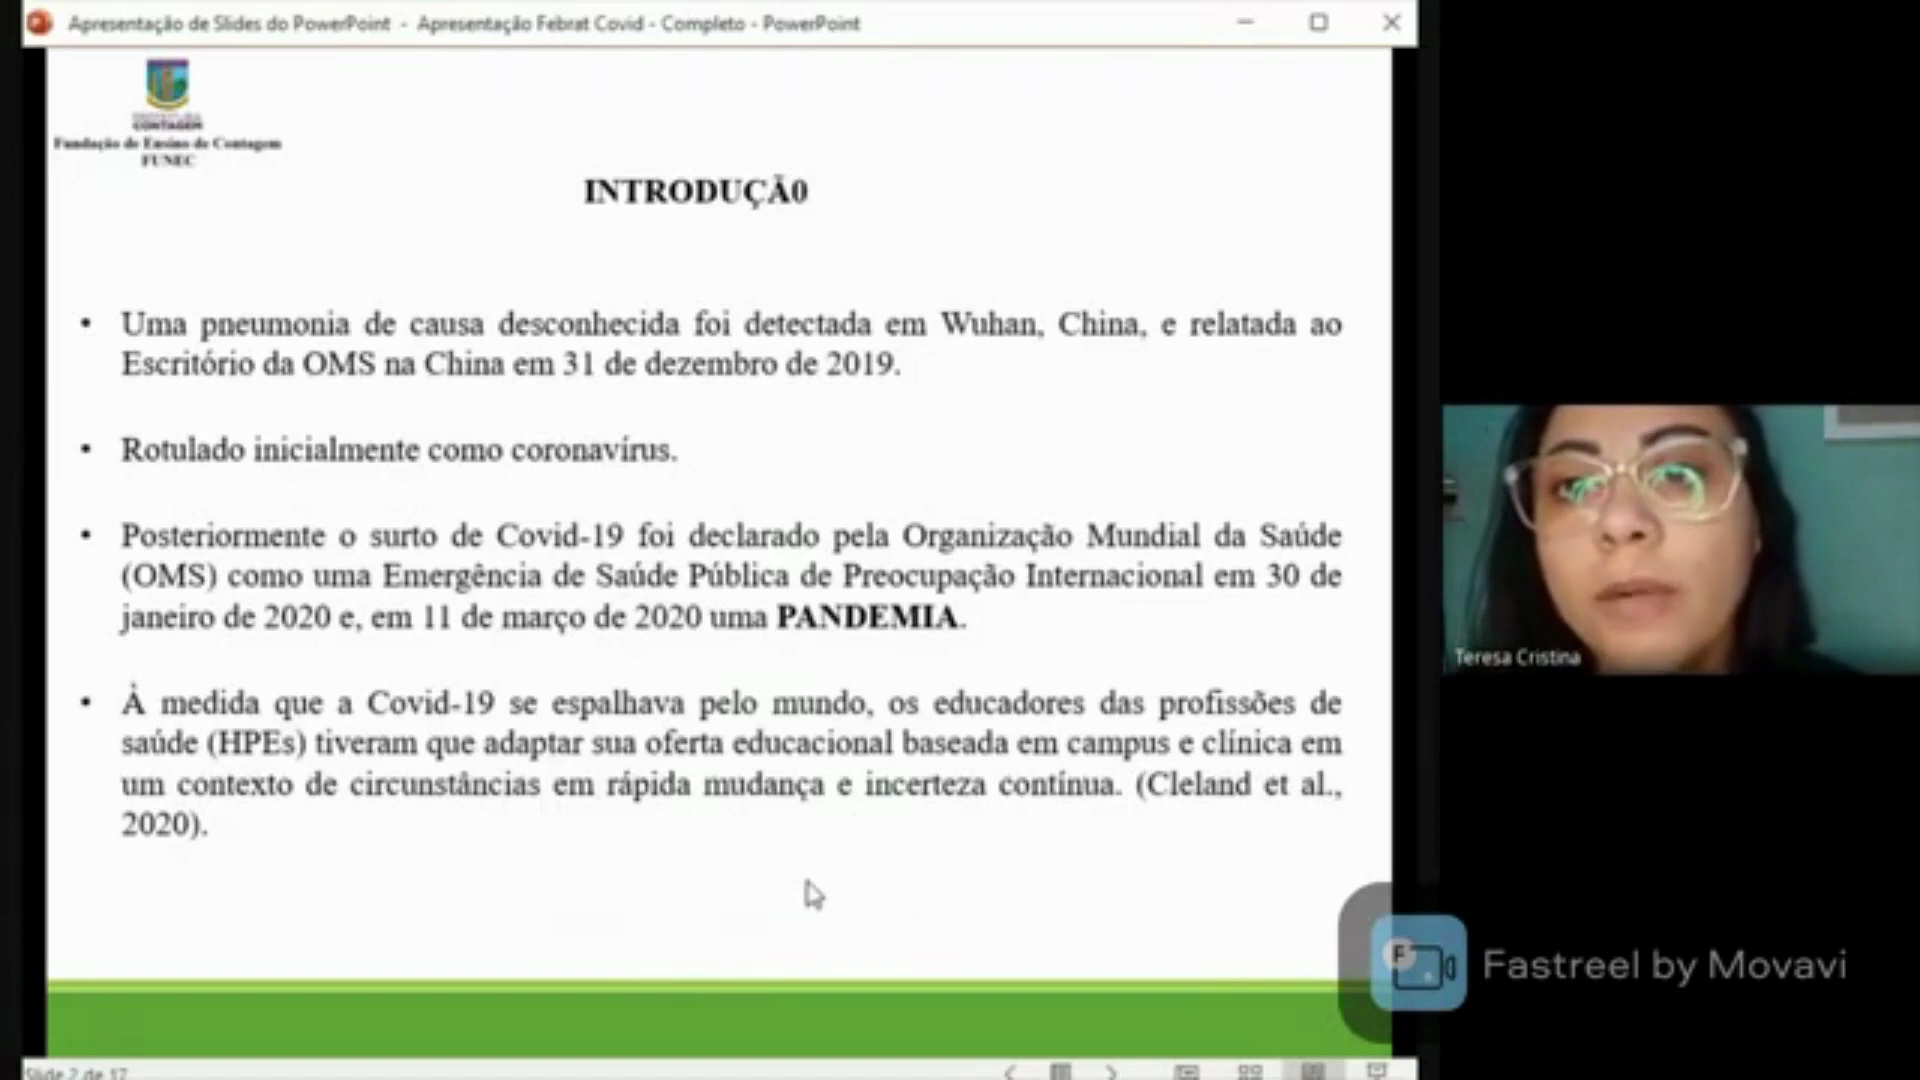 Apresentação de Slides do PowerPoint - Apresentação Febrat Covid - Completo - PowerPoint
CONTAGEM
Fundação de Ensino de Contagem
FUNEC
INTRODUÇÃ0
• Uma pneumonia de causa desconhecida foi detectada em Wuhan, China, e relatada ao
Escritório da OMS na China em 31 de dezembro de 2019.
• Rotulado inicialmente como coronavírus.
• Posteriormente o surto de Covid-19 foi declarado pela Organização Mundial da Saúde
(OMS) como uma Emergência de Saúde Pública de Preocupação Internacional em 30 de
janeiro de 2020 e, em 11 de março de 2020 uma PANDEMIA.
• À medida que a Covid-19 se espalhava pelo mundo, os educadores das profissões de
saúde (HPEs) tiveram que adaptar sua oferta educacional baseada em campus e clínica em
um contexto de circunstâncias em rápida mudança e incerteza contínua. (Cleland et al.,
2020).
Teresa Cristina
F
Fastreel by Movavi
Slide 2 de 17